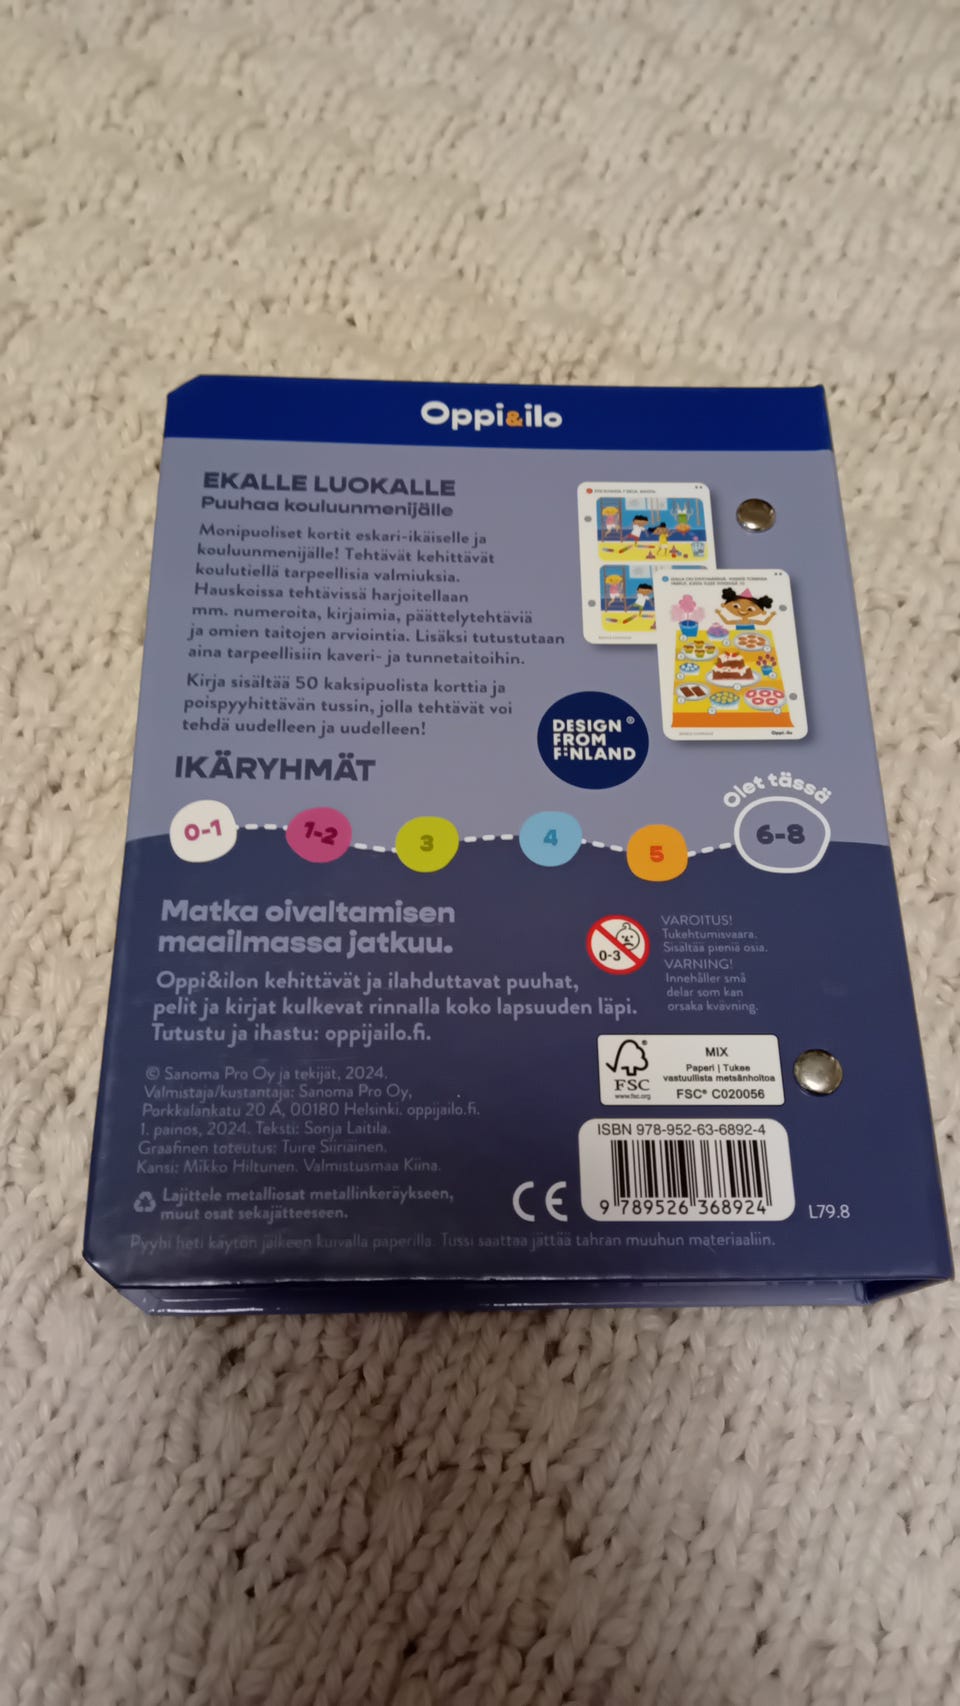 Oppi&ilo
EKALLE LUOKALLE
Puuhaa kouluunmenijälle
Monipuoliset kortit eskari-ikäiselle ja
kouluunmenijälle! Tehtävät kehittävät
koulutiellä tarpeellisia valmiuksia.
Hauskoissa tehtävissä harjoitellaan
mm. numeroita, kirjaimia, päättelytehtäviä
ja omien taitojen arviointia. Lisäksi tutustutaan
aina tarpeellisiin kaveri- ja tunnetaitoihin.
Kirja sisältää 50 kaksipuolista korttia ja
poispyyhittävän tussin, jolla tehtävät voi
tehdä uudelleen ja uudelleen!
DESIGN®
FROM
FINLAND
Oppi&ilo
IKÄRYHMÄT
Olet tässä
0-1
1-2
3
4
5
6-8
Matka oivaltamisen
maailmassa jatkuu.
Oppi&ilon kehittävät ja ilahduttavat puuhat,
pelit ja kirjat kulkevat rinnalla koko lapsuuden läpi.
Tutustu ja ihastu: oppijailo.fi.
0-3
VAROITUS!
Tukehtumisvaara.
Sisältää pieniä osia.
VARNING!
Innehåller små
delar som kan
orsaka kvävning.
© Sanoma Pro Oy ja tekijät, 2024.
Valmistaja/kustantaja: Sanoma Pro Oy,
Porkkalankatu 20 A, 00180 Helsinki. oppijailo.fi.
1. painos, 2024. Teksti: Sonja Laitila.
Graafinen toteutus: Tuire Siiriäinen.
Kansi: Mikko Hiltunen. Valmistusmaa Kiina.
Lajittele metalliosat metallinkeräykseen,
muut osat sekajätteeseen.
FSC
www.fsc.org
MIX
Paperi | Tukee
vastuullista metsänhoitoa
FSC® C020056
CE
ISBN 978-952-63-6892-4
9 789526 368924
L79.8
Pyyhi heti käytön jälkeen kuivalla paperilla. Tussi saattaa jättää tahran muuhun materiaaliin.